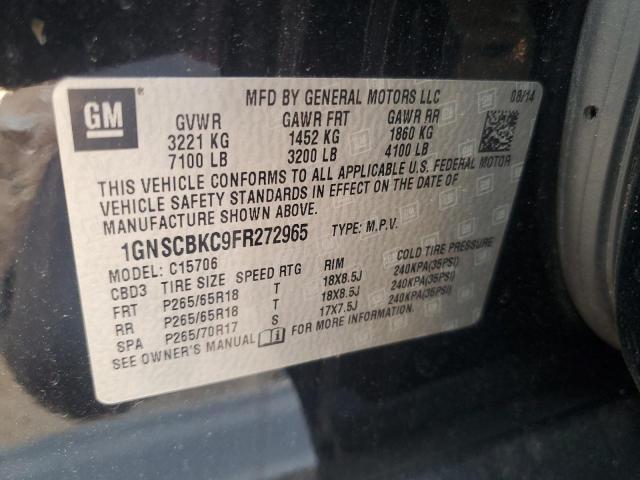 GM
MFD BY GENERAL MOTORS LLC 08/14
GVWR GAWR FRT GAWR RR
3221 KG 1452 KG 1860 KG
7100 LB 3200 LB 4100 LB
THIS VEHICLE CONFORMS TO ALL APPLICABLE U.S. FEDERAL MOTOR
VEHICLE SAFETY STANDARDS IN EFFECT ON THE DATE OF
MANUFACTURE SHOWN ABOVE.
1GNSCBKC9FR272965 TYPE: M.P.V.
MODEL: C15706
CBD3 TIRE SIZE SPEED RTG RIM COLD TIRE PRESSURE
FRT P265/65R18 T 18X8.5J 240KPA(35PSI)
RR P265/65R18 T 18X8.5J 240KPA(35PSI)
SPA P265/70R17 S 17X7.5J 240KPA(35PSI)
SEE OWNER'S MANUAL FOR MORE INFORMATION.